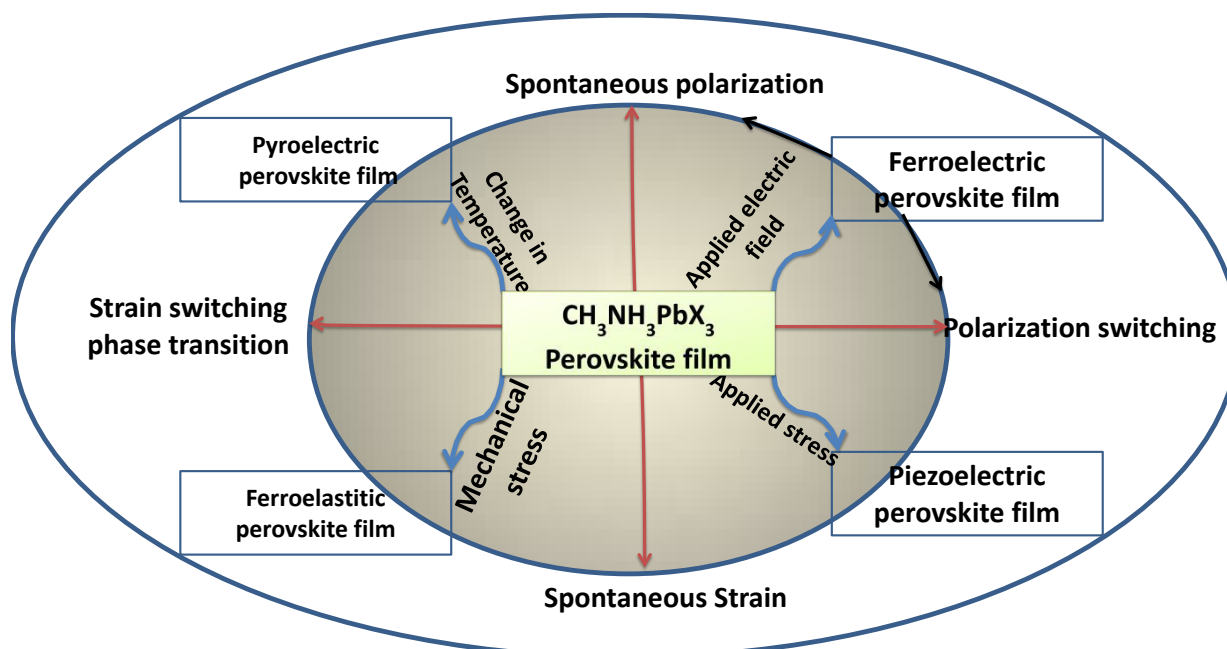 Spontaneous polarization
Pyroelectric
perovskite film
Change in
Temperature
Applied electric
field
Ferroelectric
perovskite film
Strain switching
phase transition
CH₃NH₃PbX₃
Perovskite film
Polarization switching
Mechanical
stress
Applied stress
Ferroelastitic
perovskite film
Piezoelectric
perovskite film
Spontaneous Strain